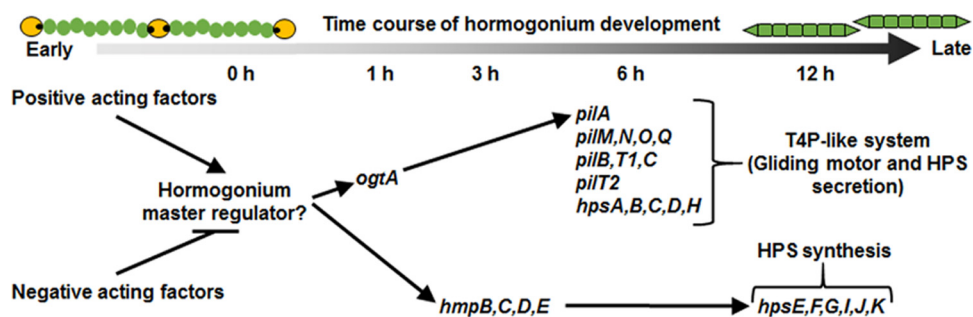 Time course of hormogonium development
Early
Late
0 h
1 h
3 h
6 h
12 h
Positive acting factors
Hormogonium
master regulator?
Negative acting factors
ogtA
pilA
pilM,N,O,Q
pilB,T1,C
pilT2
hpsA,B,C,D,H
T4P-like system
(Gliding motor and HPS
secretion)
hmpB,C,D,E
HPS synthesis
hpsE,F,G,I,J,K